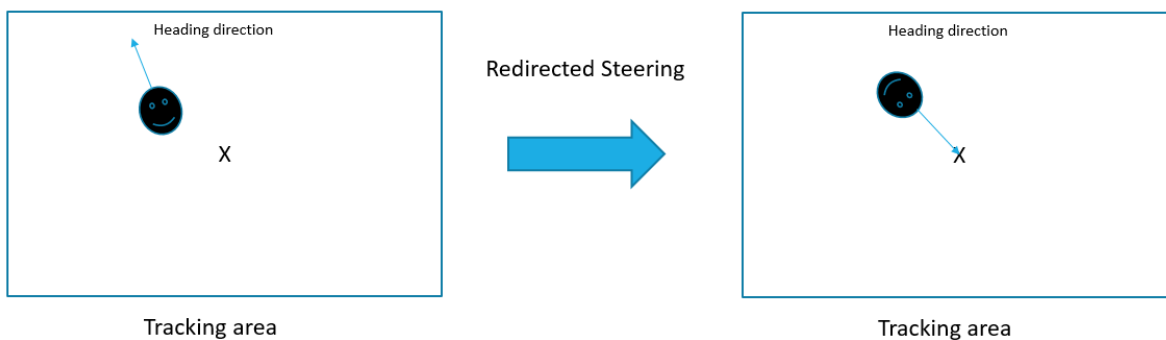 Heading direction
X
Tracking area
Redirected Steering
Heading direction
X
Tracking area